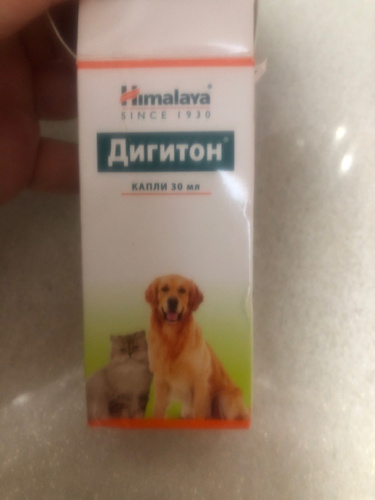 Himalaya®
SINCE 1930
Дигитон®
КАПЛИ 30 мл